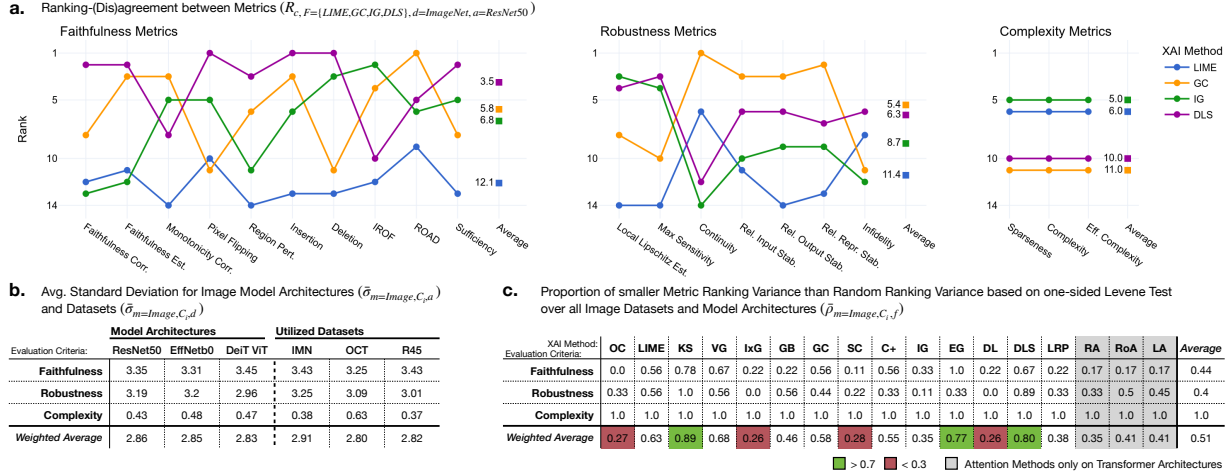 a. Ranking-(Dis)agreement between Metrics (R_c, F={LIME,GC,IG,DLS}, d=ImageNet, a=ResNet50)
Faithfulness Metrics
Robustness Metrics
Complexity Metrics
XAI Method
LIME
GC
IG
DLS
Rank
1
5
10
14
3.5
5.8
6.8
12.1
Faithfulness Corr.
Faithfulness Est.
Monotonicity Corr.
Pixel Flipping
Region Pert.
Insertion
Deletion
IROF
ROAD
Sufficiency
Average
1
5
10
14
5.4
6.3
8.7
11.4
Local Lipschitz Est.
Max Sensitivity
Continuity
Rel. Input Stab.
Rel. Output Stab.
Rel. Repr. Stab.
Infidelity
Average
1
5
10
14
5.0
6.0
10.0
11.0
Sparseness
Complexity
Eff. Complexity
Average
b. Avg. Standard Deviation for Image Model Architectures (σ̄_m=Image,C_i,a)
and Datasets (σ̄_m=Image,C_i,d)
Model Architectures Utilized Datasets
Evaluation Criteria: ResNet50 EffNetb0 DeiT ViT IMN OCT R45
Faithfulness 3.35 3.31 3.45 3.43 3.25 3.43
Robustness 3.19 3.2 2.96 3.25 3.09 3.01
Complexity 0.43 0.48 0.47 0.38 0.63 0.37
Weighted Average 2.86 2.85 2.83 2.91 2.80 2.82
c. Proportion of smaller Metric Ranking Variance than Random Ranking Variance based on one-sided Levene Test
over all Image Datasets and Model Architectures (ρ̄_m=Image,C_i,f)
XAI Method: OC LIME KS VG IxG GB GC SC C+ IG EG DL DLS LRP RA RoA LA Average
Evaluation Criteria:
Faithfulness 0.0 0.56 0.78 0.67 0.22 0.22 0.56 0.11 0.56 0.33 1.0 0.22 0.67 0.22 0.17 0.17 0.17 0.44
Robustness 0.33 0.56 1.0 0.56 0.0 0.56 0.44 0.22 0.33 0.11 0.33 0.0 0.89 0.33 0.33 0.5 0.45 0.4
Complexity 1.0 1.0 1.0 1.0 1.0 1.0 1.0 1.0 1.0 1.0 1.0 1.0 1.0 1.0 1.0 1.0 1.0 1.0
Weighted Average 0.27 0.63 0.89 0.68 0.26 0.46 0.58 0.28 0.55 0.35 0.77 0.26 0.80 0.38 0.35 0.41 0.41 0.51
> 0.7 < 0.3 Attention Methods only on Transformer Architectures